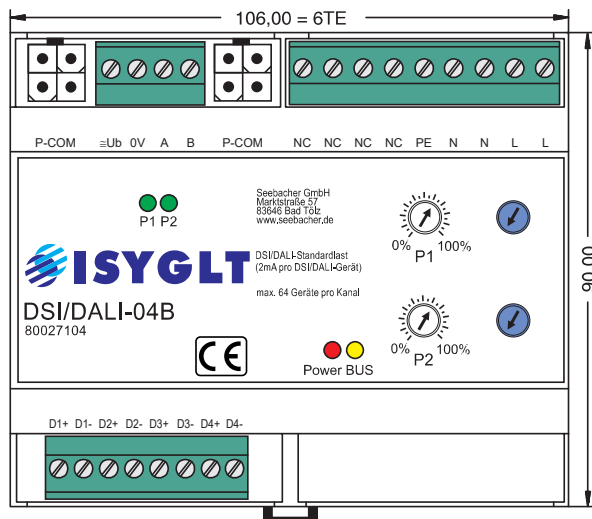 106,00 = 6TE
P-COM ≅Ub 0V A B P-COM NC NC NC NC PE N N L L
P1 P2
Seebacher GmbH
Marktstraße 57
83646 Bad Tölz
www.seebacher.de
0% 100%
P1
ISYGLT
DSI/DALI-Standardlast
(2mA pro DSI/DALI-Gerät)
max. 64 Geräte pro Kanal
DSI/DALI-04B
80027104
CE
0% 100%
P2
Power BUS
90,00
D1+ D1- D2+ D2- D3+ D3- D4+ D4-